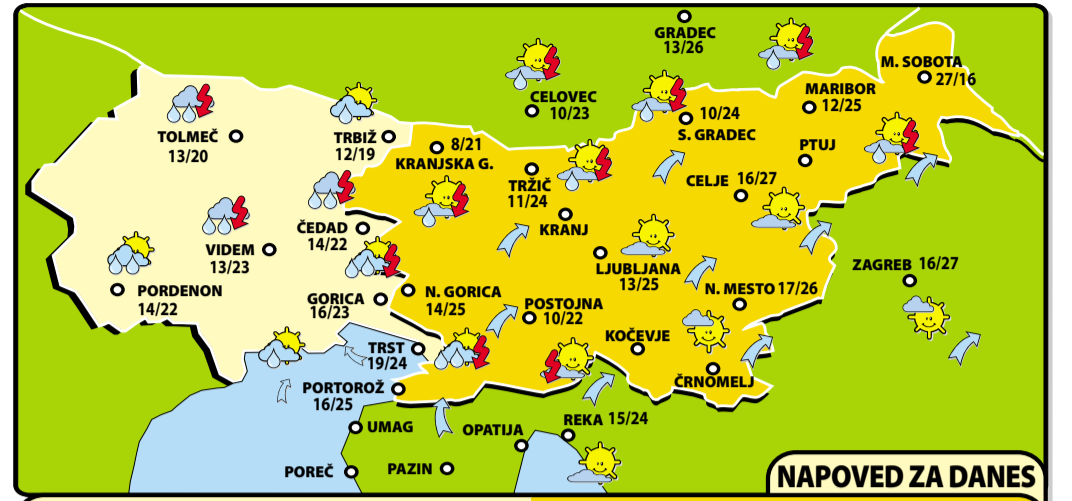 GRADEC
13/26
M. SOBOTA
27/16
CELOVEC
10/23
MARIBOR
12/25
10/24
S. GRADEC
TOLMEČ
13/20
TRBIŽ
12/19
8/21
KRANJSKA G.
PTUJ
TRŽIČ
11/24
CELJE 16/27
KRANJ
ČEDAD
14/22
VIDEM
13/23
LJUBLJANA
13/25
ZAGREB 16/27
PORDENON
14/22
GORICA
16/23
N. GORICA
14/25
N. MESTO 17/26
POSTOJNA
10/22
KOČEVJE
TRST
19/24
ČRNOMELJ
PORTOROŽ
16/25
UMAG
OPATIJA
REKA 15/24
POREČ
PAZIN
NAPOVED ZA DANES